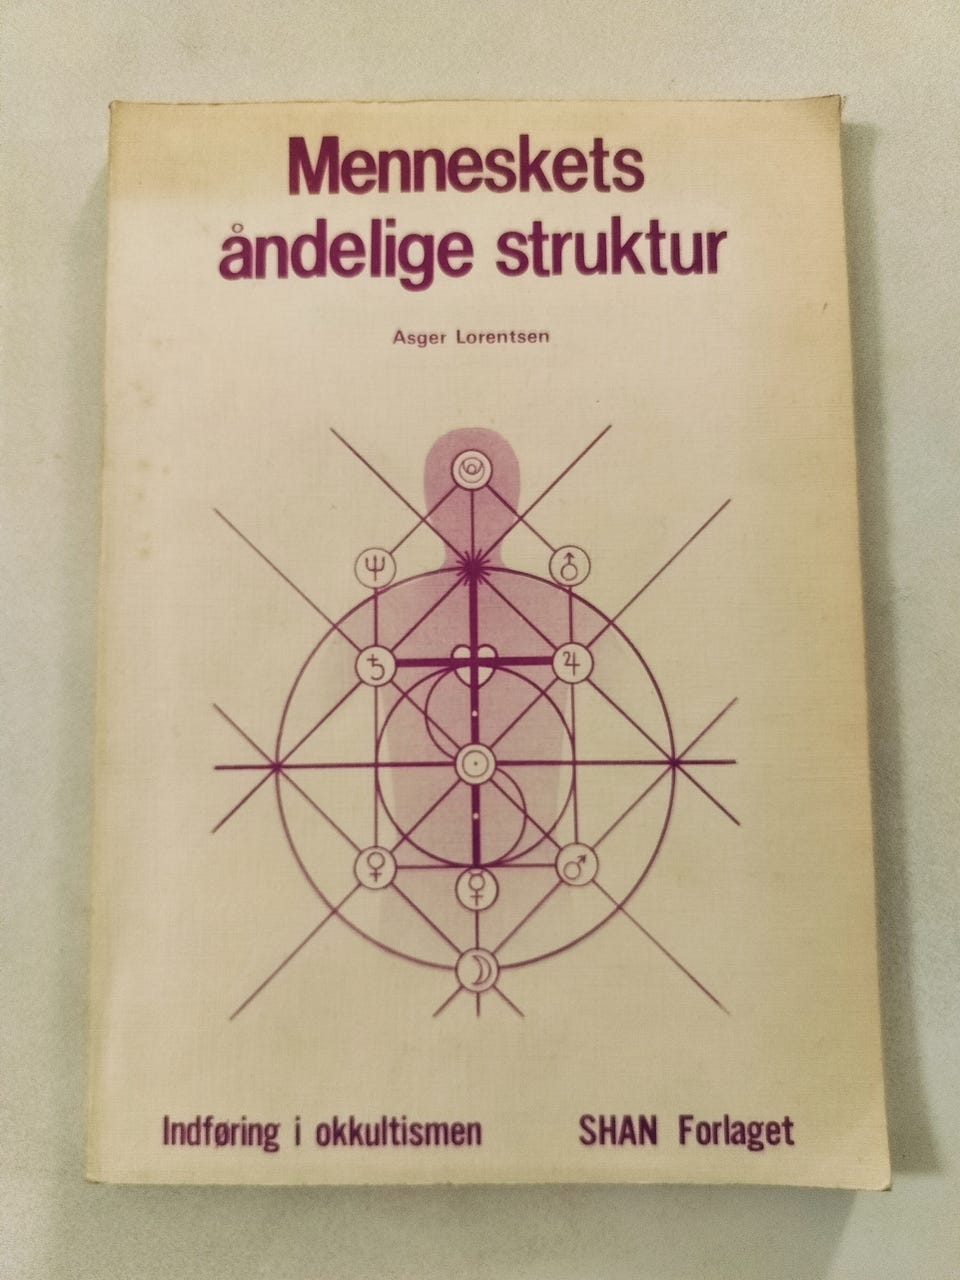 Menneskets
åndelige struktur
Asger Lorentsen
Indføring i okkultismen
SHAN Forlaget